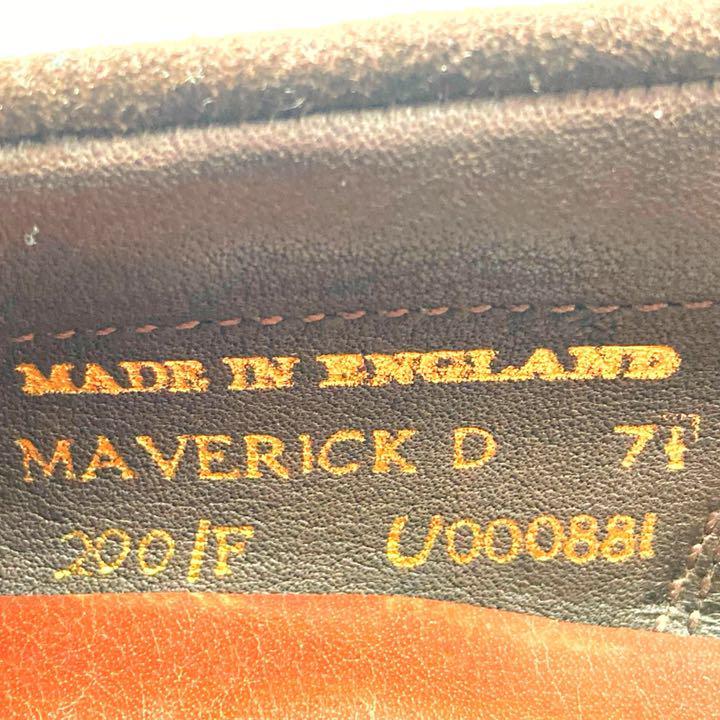 MADE IN ENGLAND
MAVERICK D 7½
200/F U000881